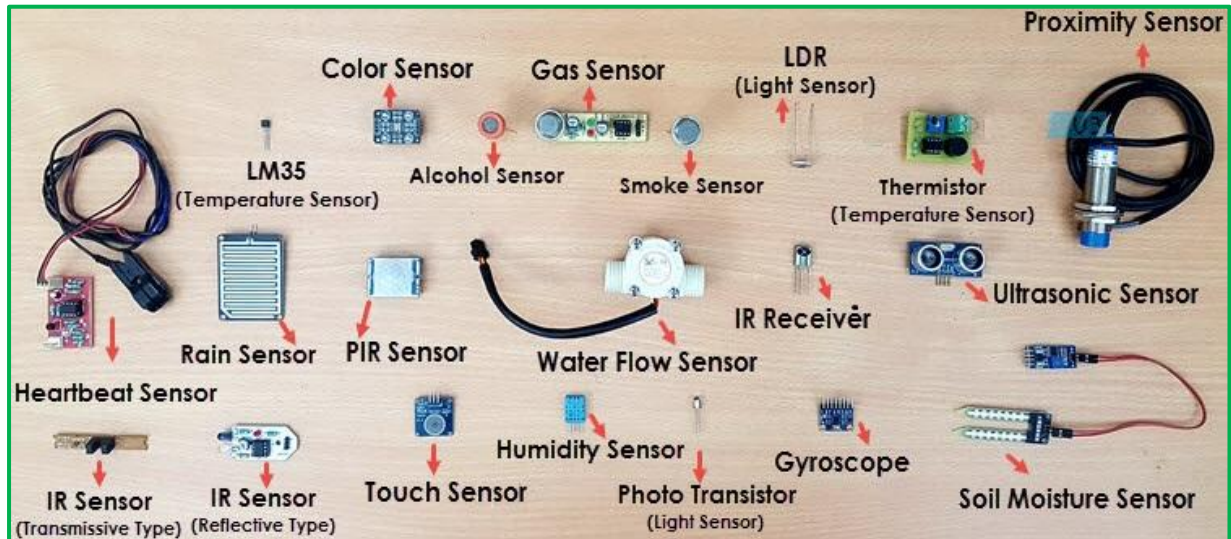 Proximity Sensor
Color Sensor
Gas Sensor
LDR
(Light Sensor)
LM35
(Temperature Sensor)
Alcohol Sensor
Smoke Sensor
Thermistor
(Temperature Sensor)
Heartbeat Sensor
Rain Sensor
PIR Sensor
Water Flow Sensor
IR Receiver
Ultrasonic Sensor
IR Sensor
(Transmissive Type)
IR Sensor
(Reflective Type)
Touch Sensor
Humidity Sensor
Photo Transistor
(Light Sensor)
Gyroscope
Soil Moisture Sensor